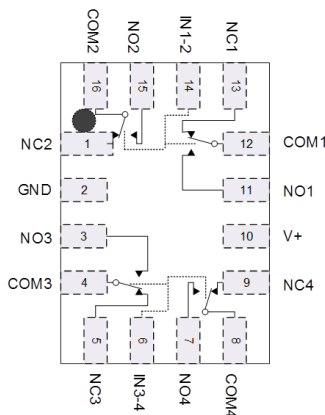 COM2 NO2 IN1-2 NC1
16 15 14 13
NC2 1 12 COM1
GND 2 11 NO1
NO3 3 10 V+
COM3 4 9 NC4
5 6 7 8
NC3 IN3-4 NO4 COM4